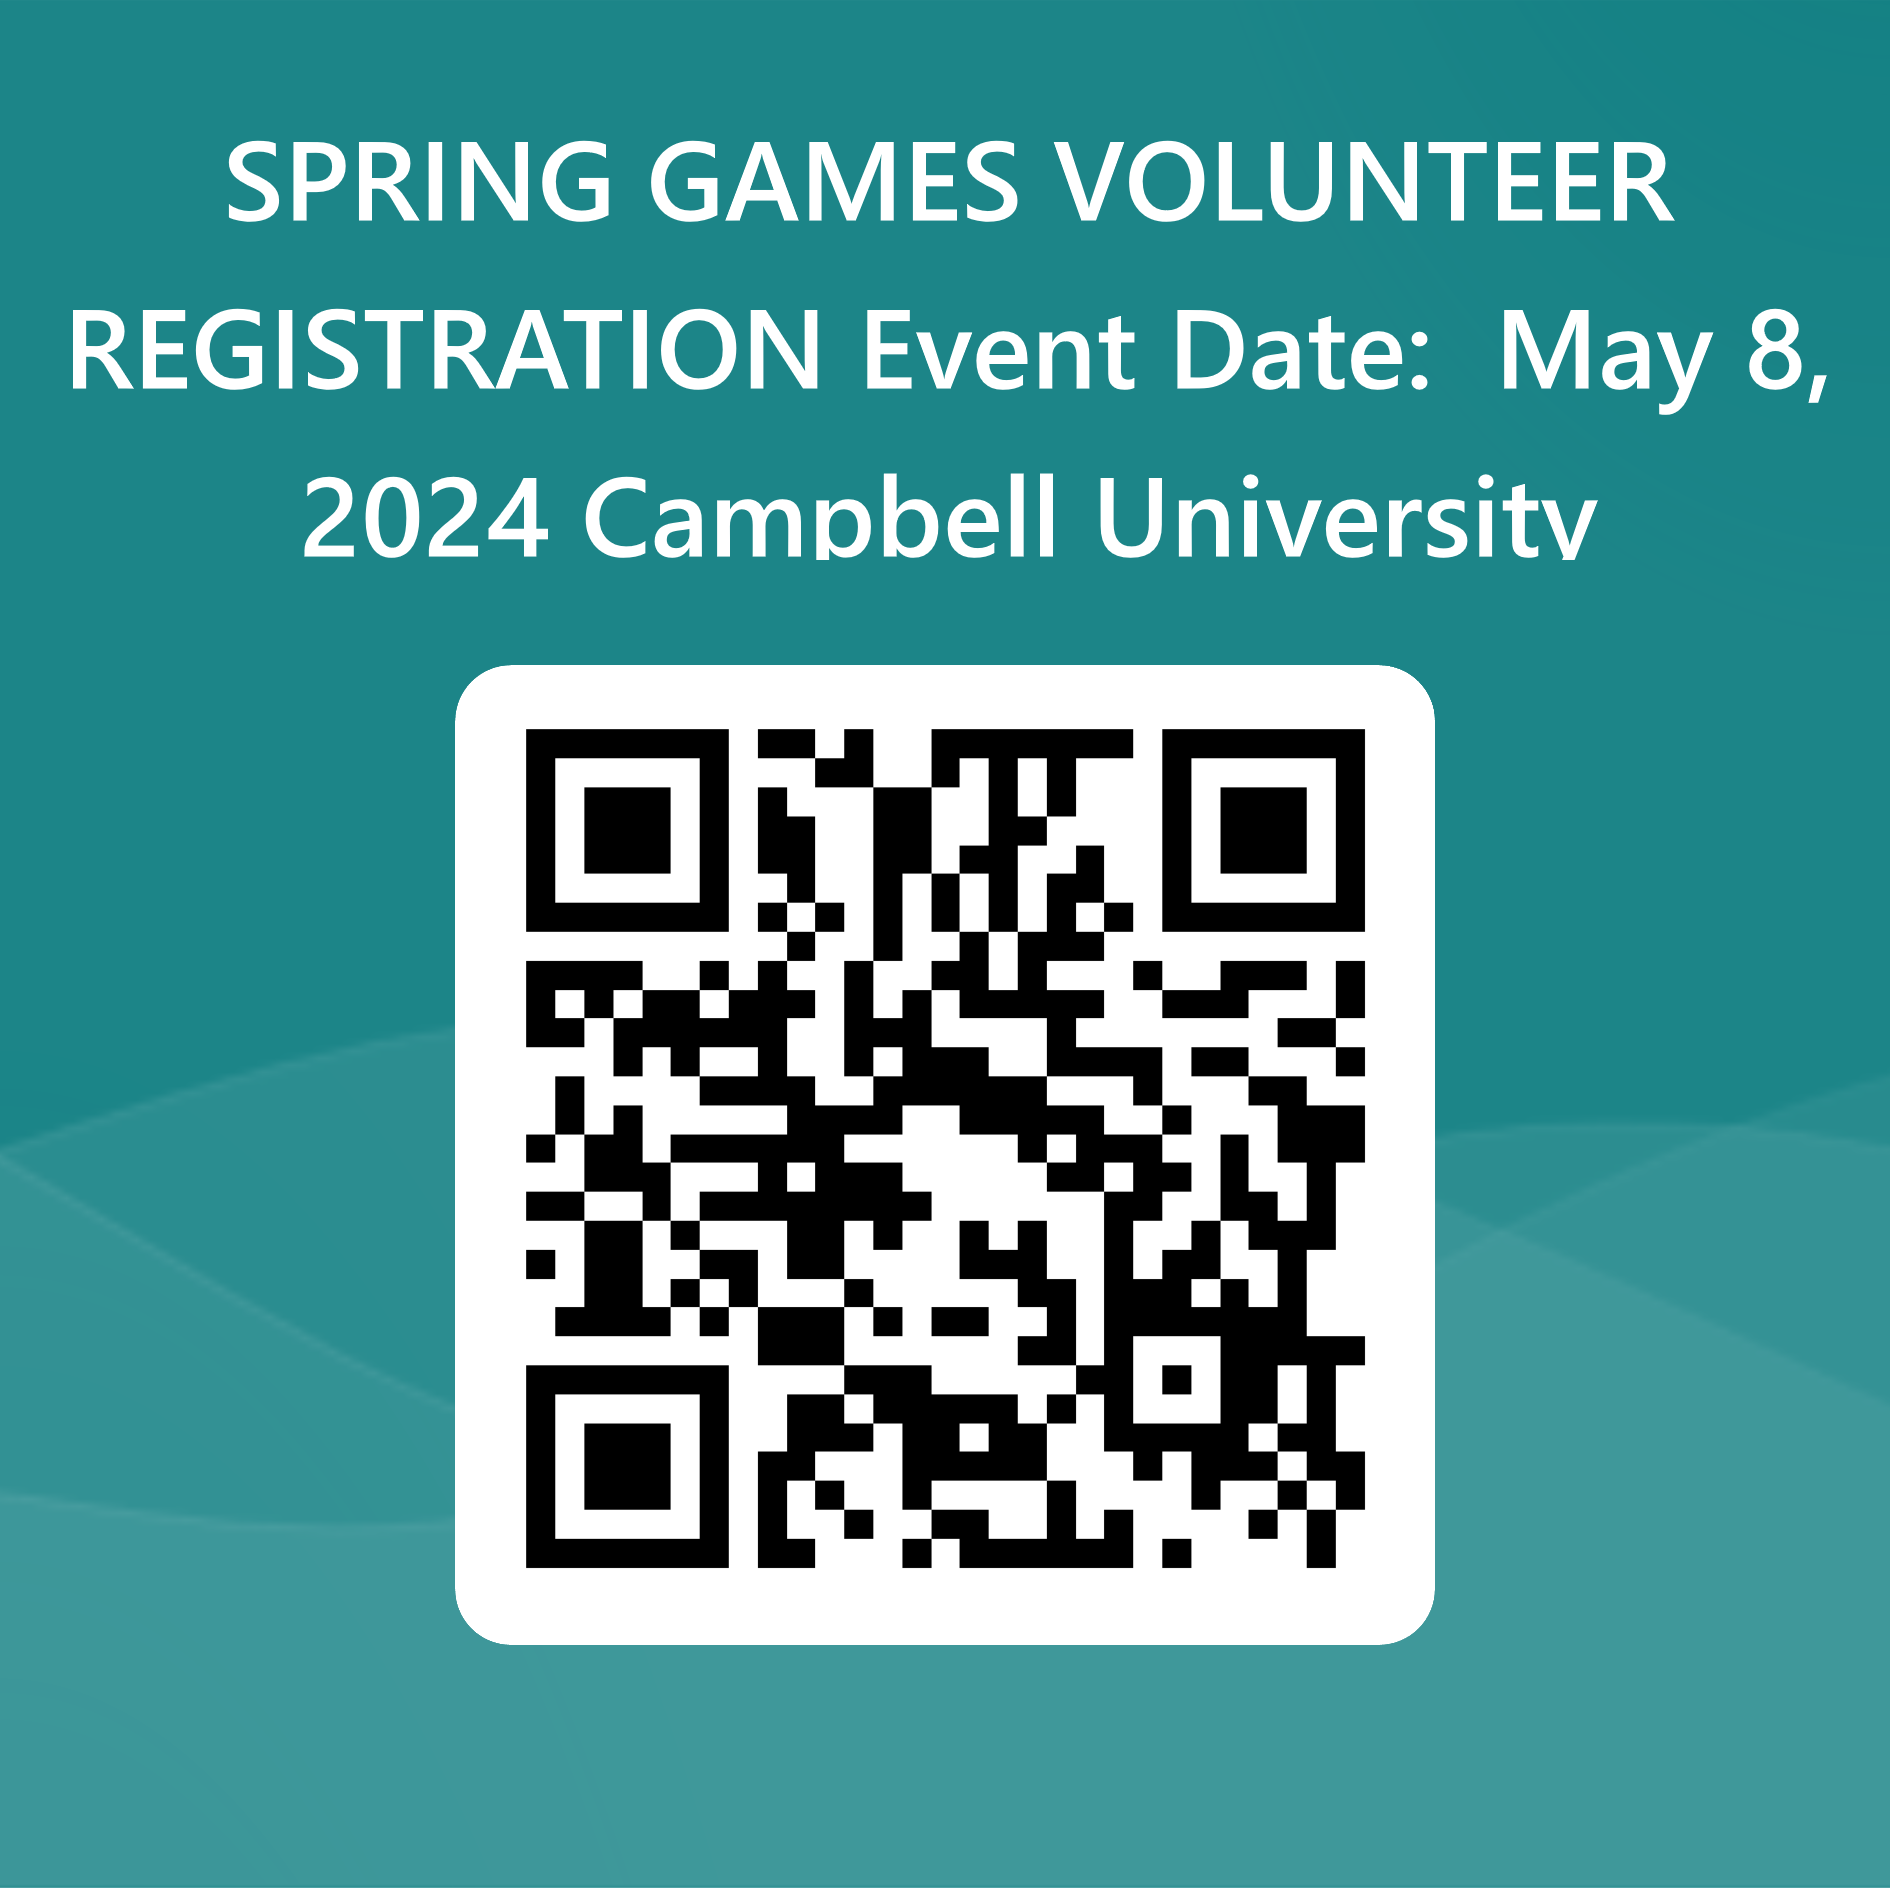 SPRING GAMES VOLUNTEER
REGISTRATION Event Date:  May 8,
2024 Campbell University